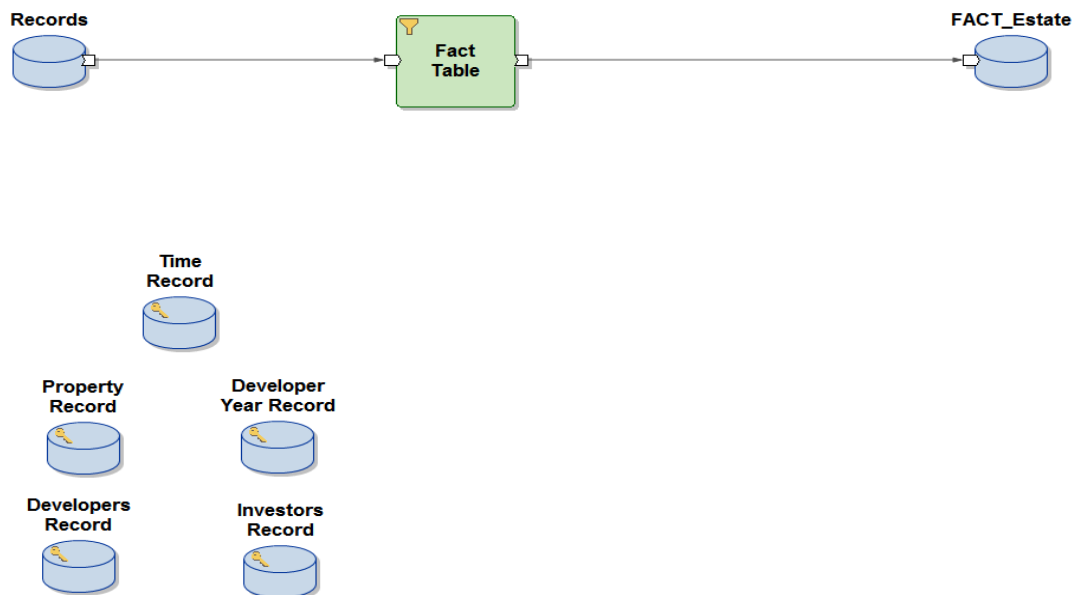 Records
Fact
Table
FACT_Estate
Time
Record
Property
Record
Developer
Year Record
Developers
Record
Investors
Record